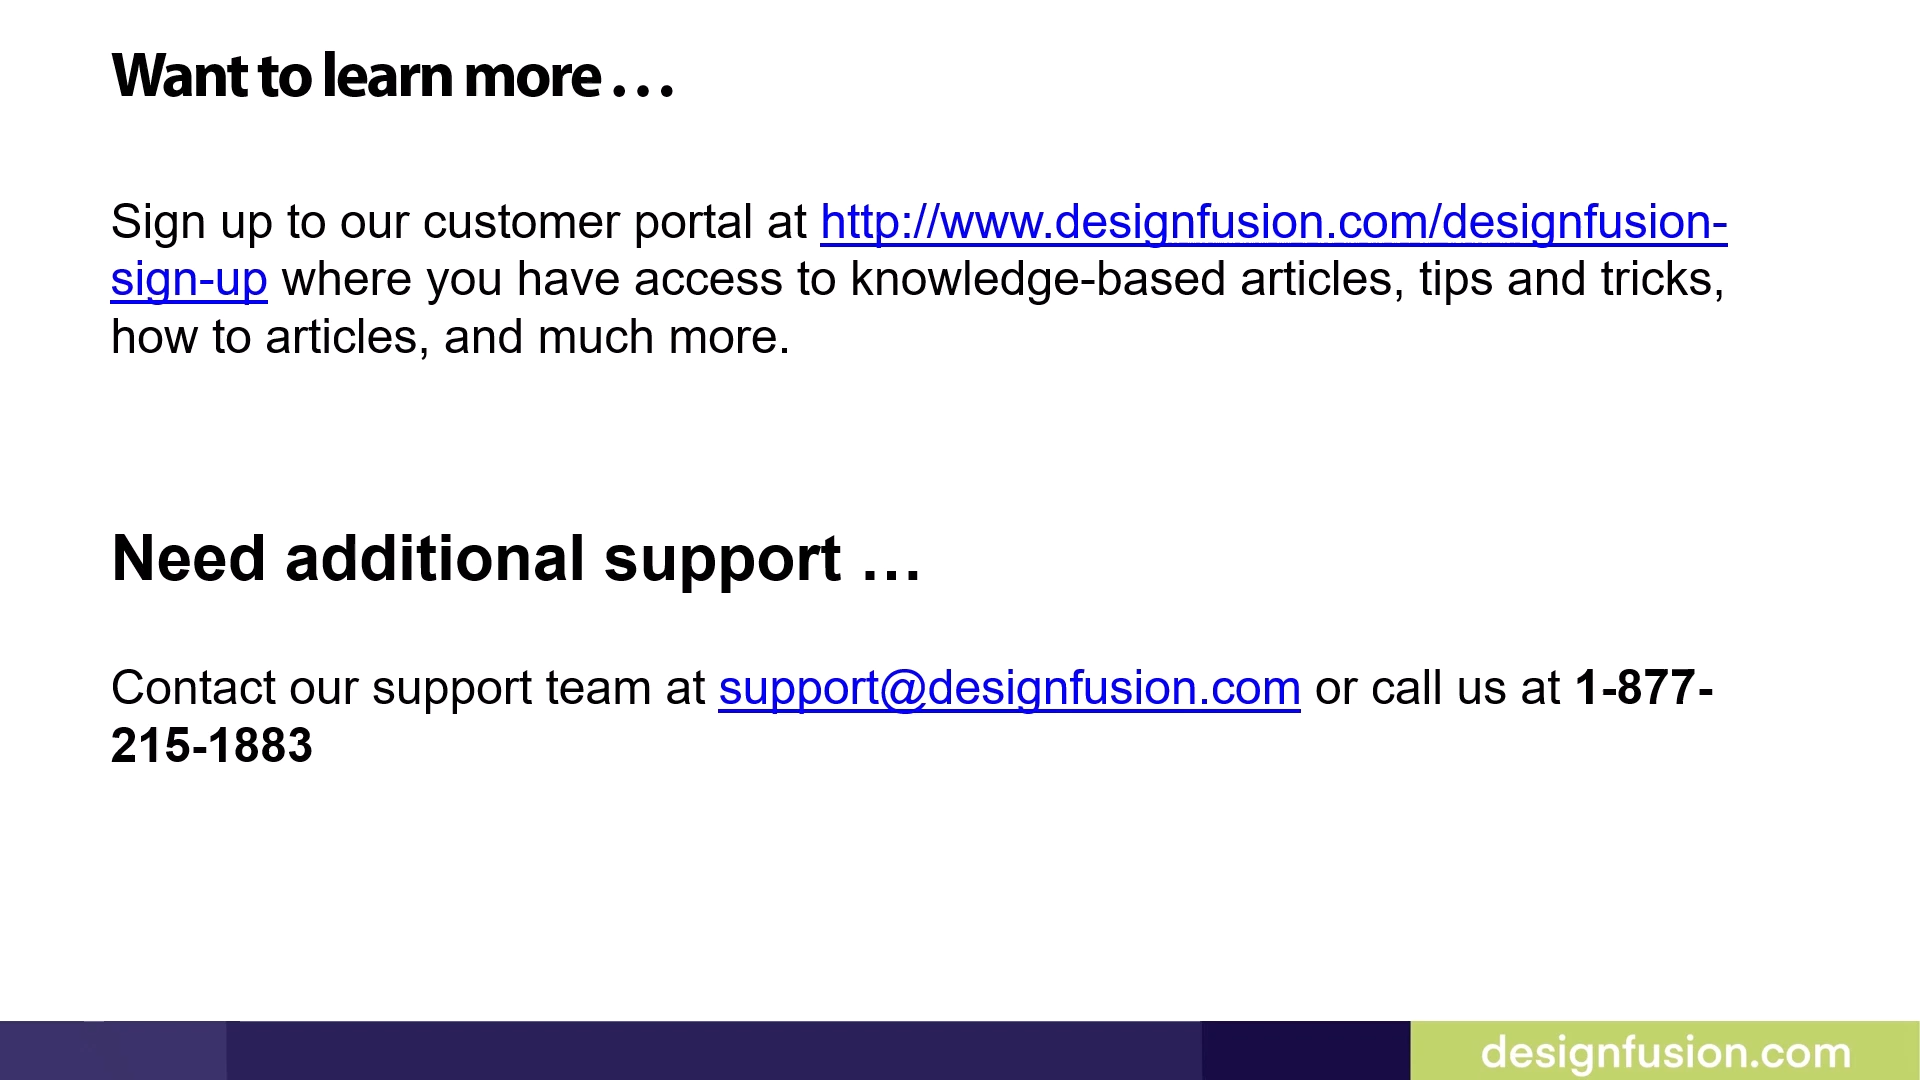 Want to learn more . . .
Sign up to our customer portal at http://www.designfusion.com/designfusion-
sign-up where you have access to knowledge-based articles, tips and tricks,
how to articles, and much more.
Need additional support …
Contact our support team at support@designfusion.com or call us at 1-877-
215-1883
designfusion.com